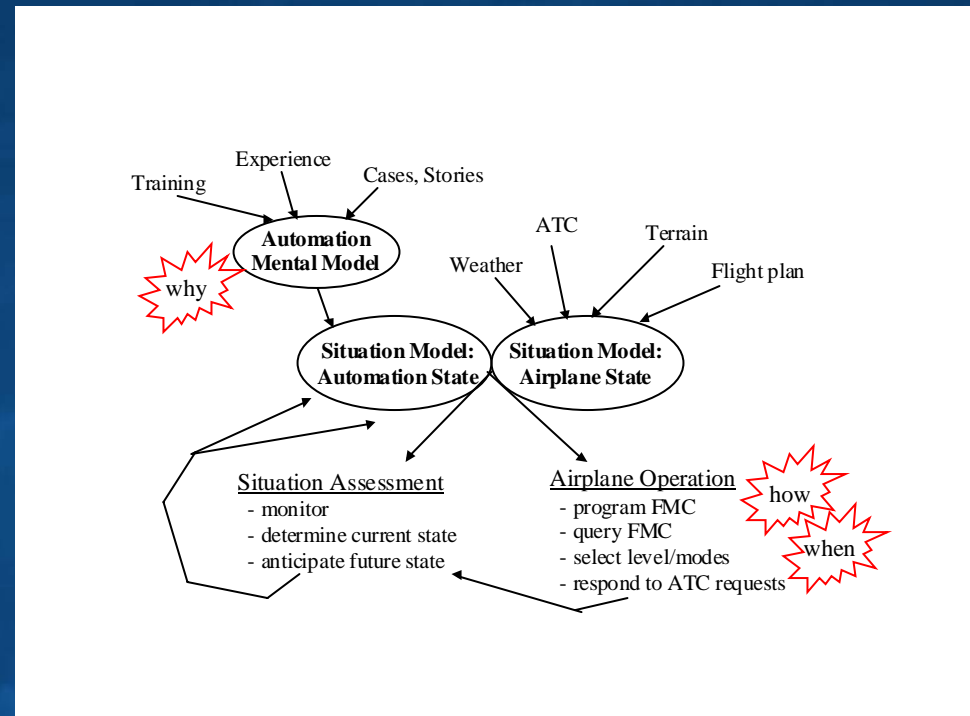 Experience
Training
Cases, Stories
Automation
Mental Model
why
ATC
Terrain
Weather
Flight plan
Situation Model:
Automation State
Situation Model:
Airplane State
Situation Assessment
- monitor
- determine current state
- anticipate future state
Airplane Operation
- program FMC
- query FMC
- select level/modes
- respond to ATC requests
how
when